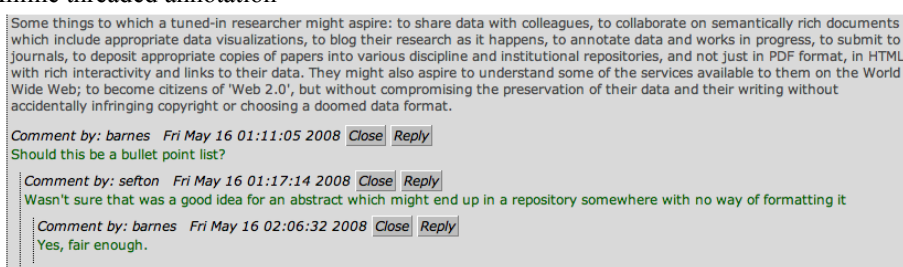 Inline threaded annotation
Some things to which a tuned-in researcher might aspire: to share data with colleagues, to collaborate on semantically rich documents
which include appropriate data visualizations, to blog their research as it happens, to annotate data and works in progress, to submit to
journals, to deposit appropriate copies of papers into various discipline and institutional repositories, and not just in PDF format, in HTML
with rich interactivity and links to their data. They might also aspire to understand some of the services available to them on the World
Wide Web; to become citizens of 'Web 2.0', but without compromising the preservation of their data and their writing without
accidentally infringing copyright or choosing a doomed data format.
Comment by: barnes Fri May 16 01:11:05 2008 Close Reply
Should this be a bullet point list?
Comment by: sefton Fri May 16 01:17:14 2008 Close Reply
Wasn't sure that was a good idea for an abstract which might end up in a repository somewhere with no way of formatting it
Comment by: barnes Fri May 16 02:06:32 2008 Close Reply
Yes, fair enough.